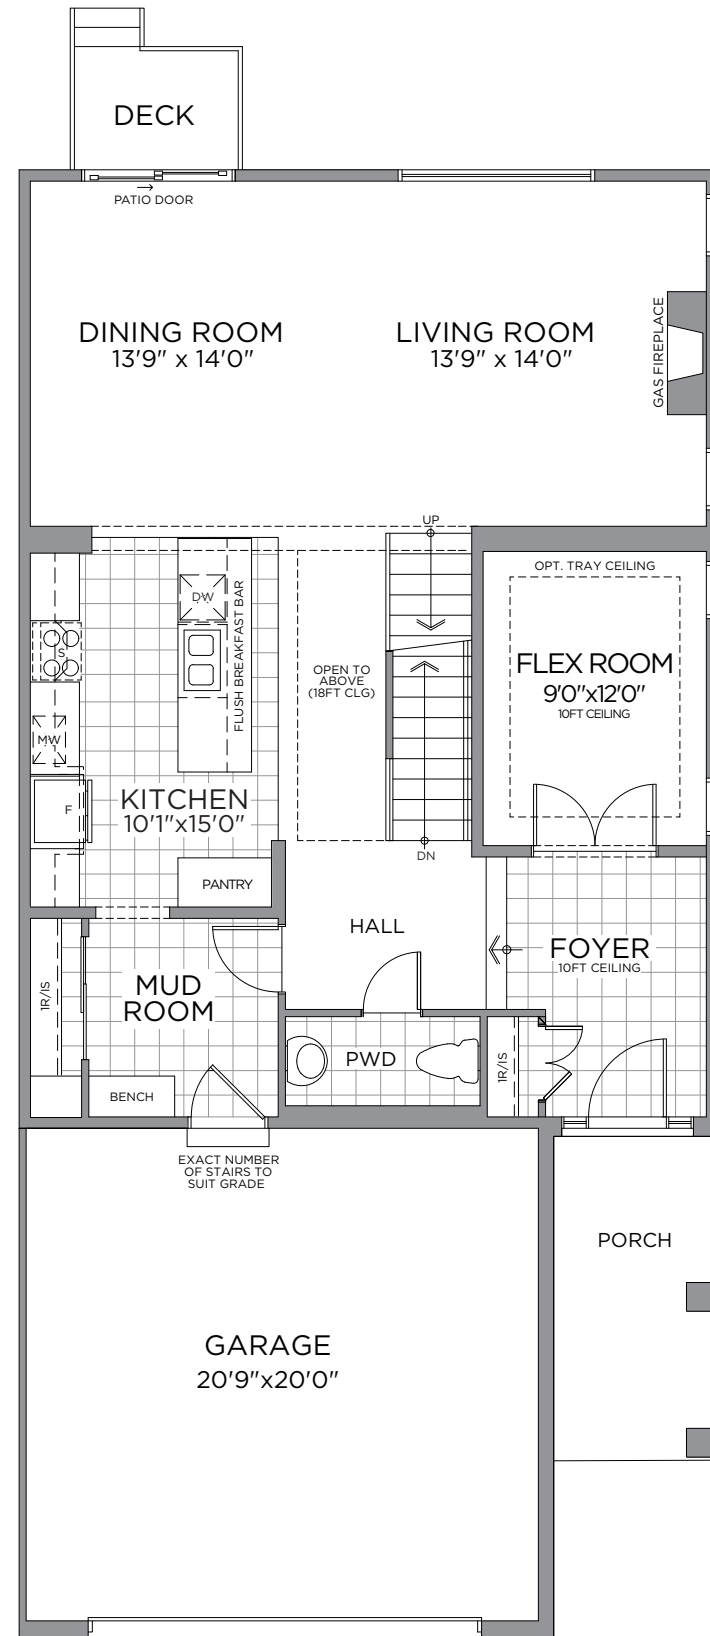 DECK
PATIO DOOR
DINING ROOM
13'9" x 14'0"
LIVING ROOM
13'9" x 14'0"
GAS FIREPLACE
UP
OPT. TRAY CEILING
DW
FLUSH BREAKFAST BAR
S
OPEN TO
ABOVE
(18FT CLG)
FLEX ROOM
9'0"x12'0"
10FT CEILING
MW
F
KITCHEN
10'1"x15'0"
DN
PANTRY
HALL
FOYER
10FT CEILING
1R/1S
MUD
ROOM
PWD
1R/1S
BENCH
EXACT NUMBER
OF STAIRS TO
SUIT GRADE
PORCH
GARAGE
20'9"x20'0"